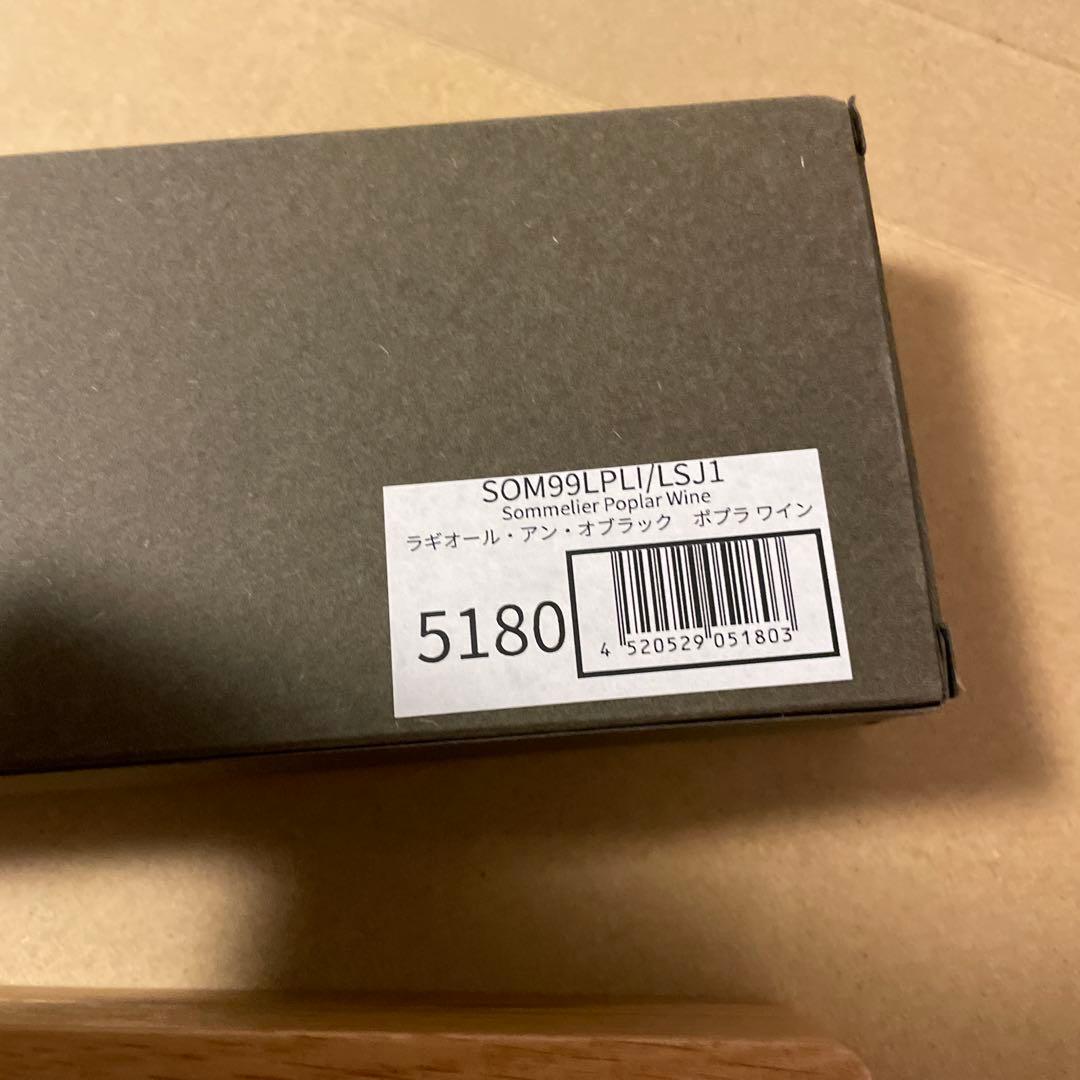 SOM99LPLI/LSJ1
Sommelier Poplar Wine
ラギオール・アン・オブラック　ポプラ ワイン
5180
4 520529 051803